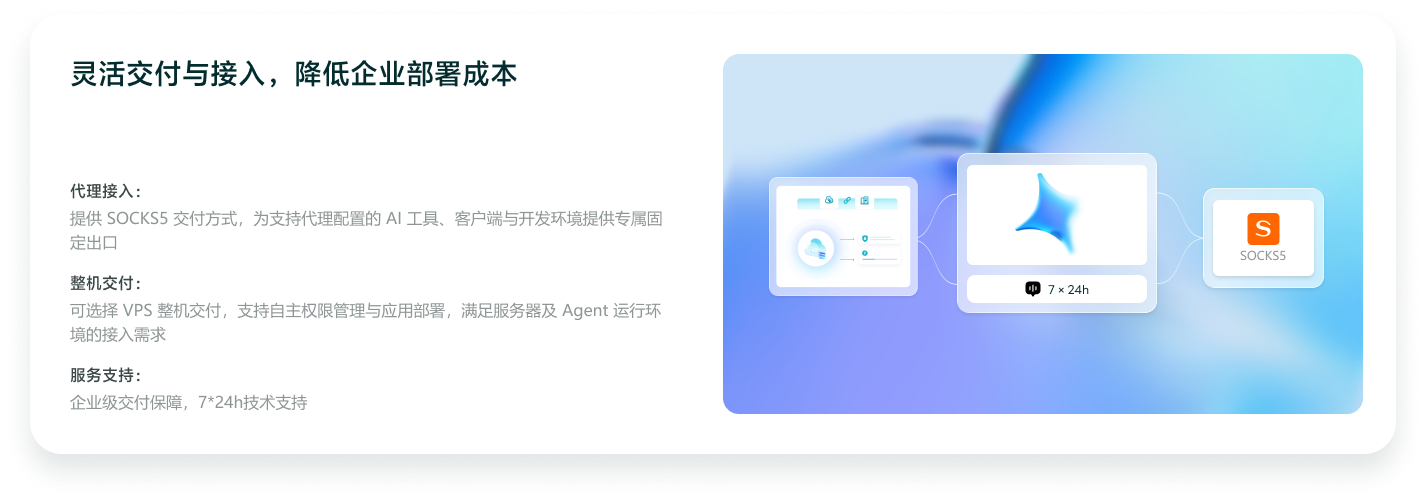 灵活交付与接入，降低企业部署成本
代理接入：
提供 SOCKS5 交付方式，为支持代理配置的 AI 工具、客户端与开发环境提供专属固
定出口
整机交付：
可选择 VPS 整机交付，支持自主权限管理与应用部署，满足服务器及 Agent 运行环
境的接入需求
服务支持：
企业级交付保障，7*24h技术支持
7 × 24h
S
SOCKS5